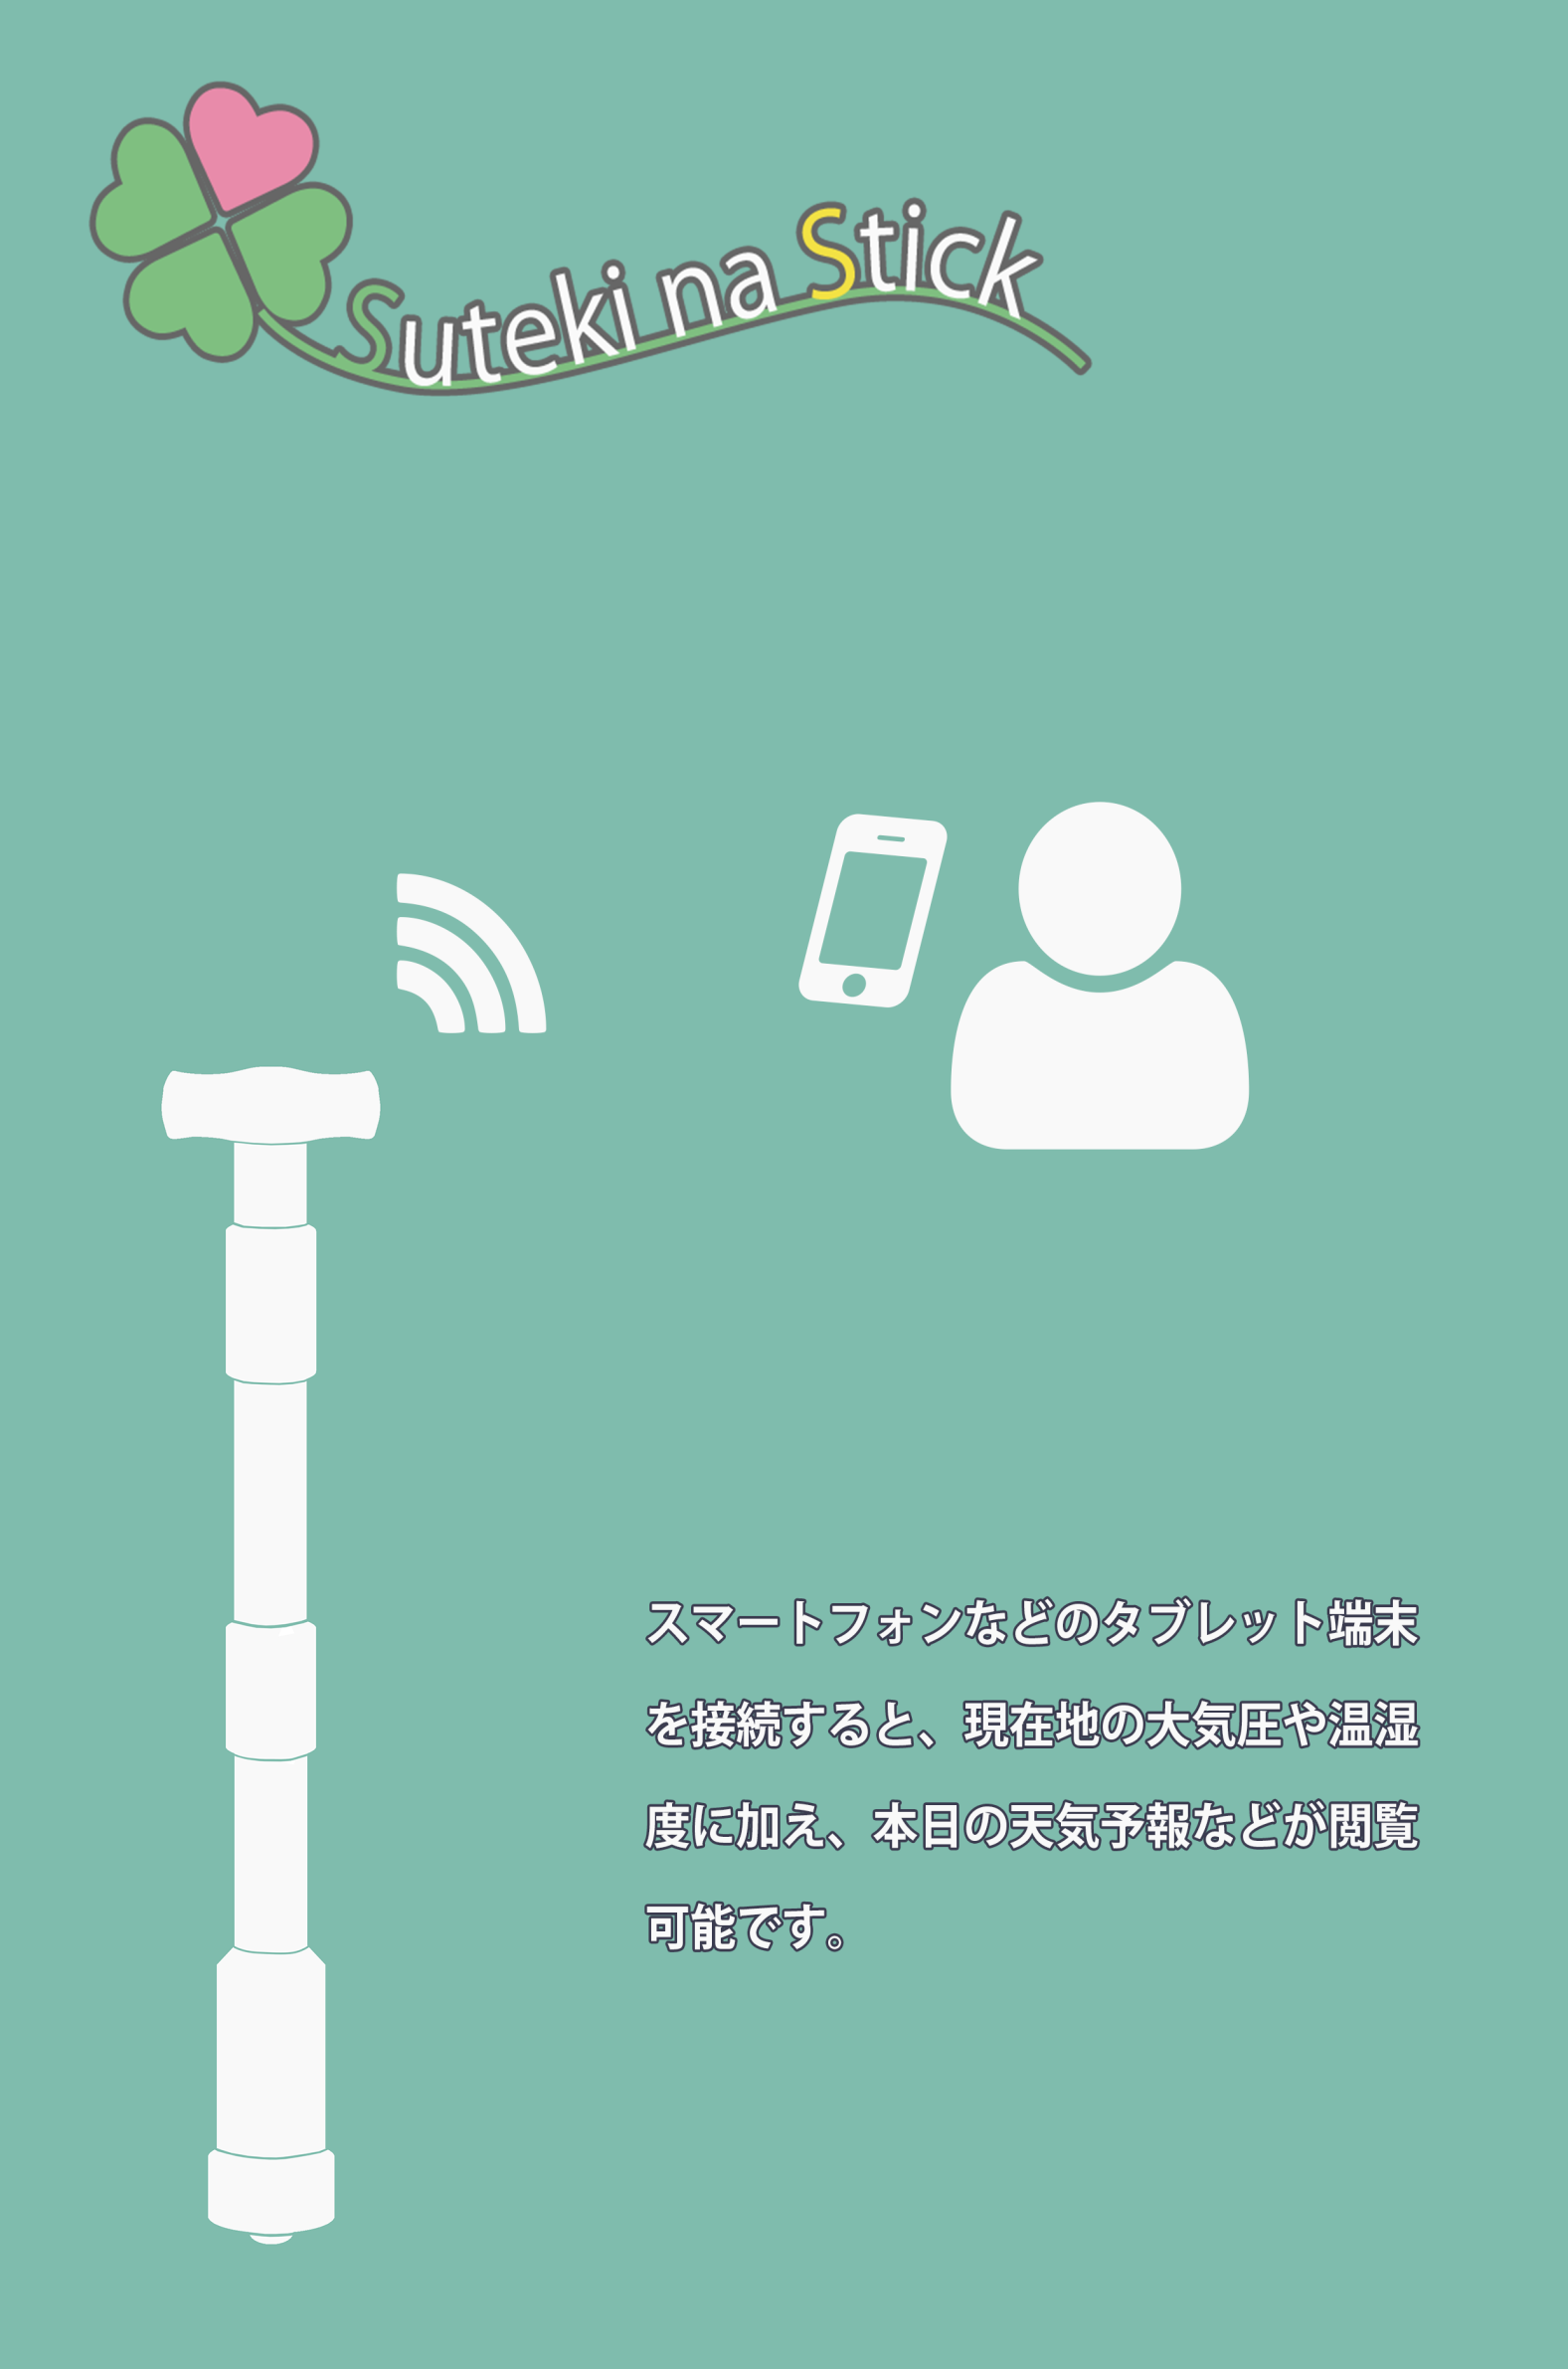 Suteki na Stick
スマートフォンなどのタブレット端末
を接続すると、現在地の大気圧や温湿
度に加え、本日の天気予報などが閲覧
可能です。